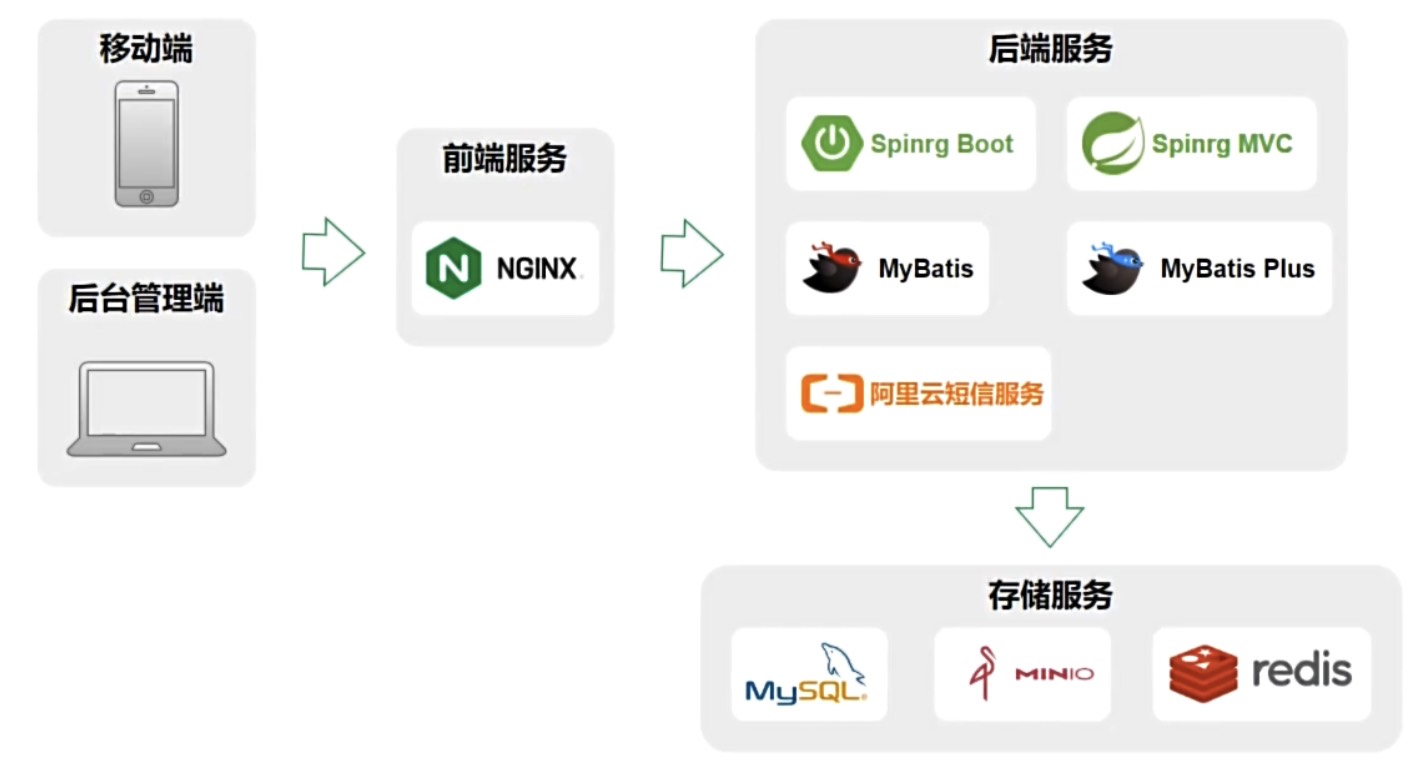 移动端
后台管理端
前端服务
NGINX
后端服务
Spinrg Boot
Spinrg MVC
MyBatis
MyBatis Plus
阿里云短信服务
存储服务
MySQL
MINIO
redis